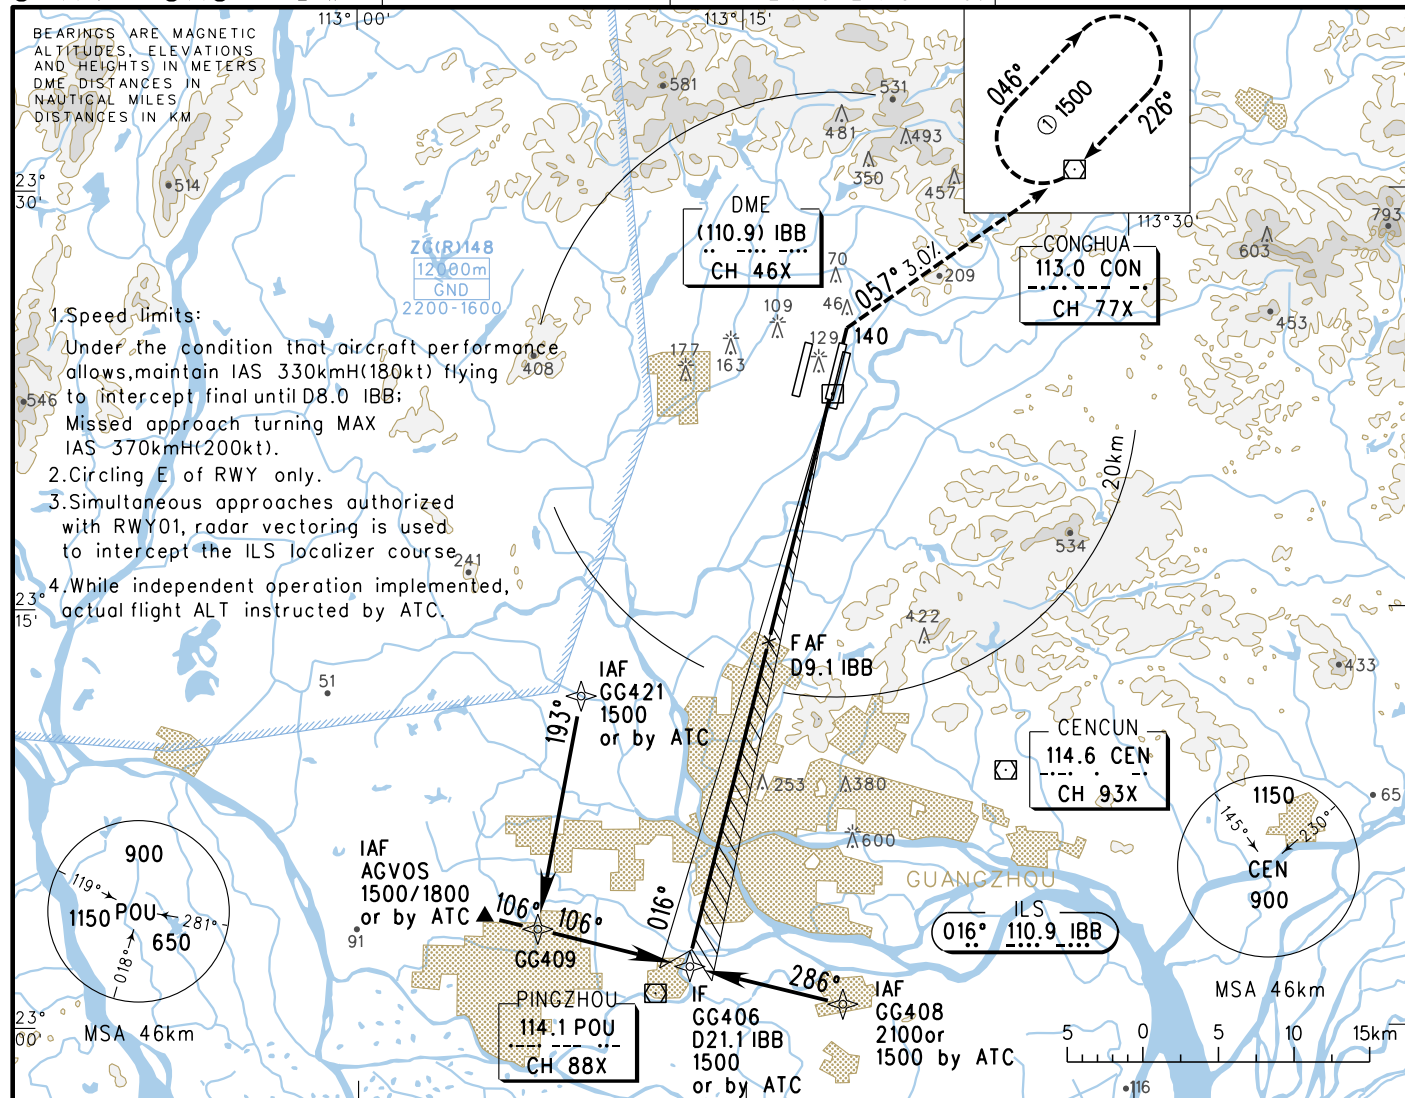 113° 00'
113° 15'
BEARINGS ARE MAGNETIC
ALTITUDES, ELEVATIONS
AND HEIGHTS IN METERS
DME DISTANCES IN
NAUTICAL MILES
DISTANCES IN KM
046°
① 1500
226°
581
531
481
493
350
457
514
23°
30'
113°30'
793
603
453
DME
(110.9) IBB
CH 46X
CONGHUA
113.0 CON
CH 77X
ZG(R)148
12000m
GND
2200-1600
057° 3.0%
209
70
46
109
129
140
163
177
408
546
1.Speed limits:
Under the condition that aircraft performance
allows,maintain IAS 330kmH(180kt) flying
to intercept final until D8.0 IBB;
Missed approach turning MAX
IAS 370kmH(200kt).
2.Circling E of RWY only.
3.Simultaneous approaches authorized
with RWY01, radar vectoring is used
to intercept the ILS localizer course
4.While independent operation implemented,
actual flight ALT instructed by ATC.
20km
534
241
23°
15'
422
433
FAF
D9.1 IBB
51
IAF
GG421
1500
or by ATC
193°
CENCUN
114.6 CEN
CH 93X
253
380
600
65
GUANGZHOU
900
119°
1150
POU
281°
650
018°
MSA 46km
91
IAF
AGVOS
1500/1800
or by ATC
106°
106°
GG409
016°
1150
145°
230°
CEN
900
MSA 46km
ILS
016° 110.9 IBB
286°
IAF
GG408
2100or
1500 by ATC
IF
GG406
D21.1 IBB
1500
or by ATC
PINGZHOU
114.1 POU
CH 88X
23°
00'
5 0 5 10 15km
116